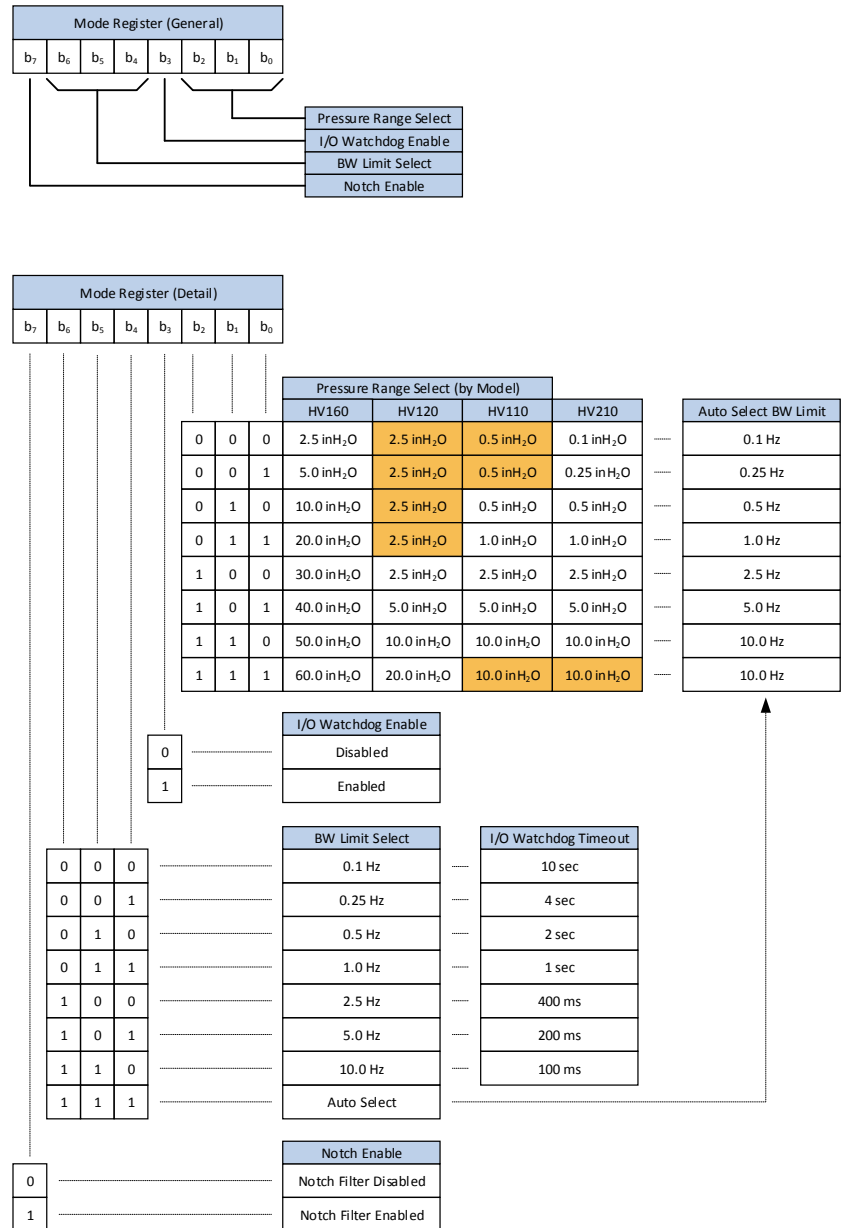 Mode Register (General)
b₇ b₆ b₅ b₄ b₃ b₂ b₁ b₀
Pressure Range Select
I/O Watchdog Enable
BW Limit Select
Notch Enable
Mode Register (Detail)
b₇ b₆ b₅ b₄ b₃ b₂ b₁ b₀
Pressure Range Select (by Model)
HV160 HV120 HV110 HV210 Auto Select BW Limit
0 0 0 2.5 inH₂O 2.5 inH₂O 0.5 inH₂O 0.1 inH₂O 0.1 Hz
0 0 1 5.0 inH₂O 2.5 inH₂O 0.5 inH₂O 0.25 inH₂O 0.25 Hz
0 1 0 10.0 inH₂O 2.5 inH₂O 0.5 inH₂O 0.5 inH₂O 0.5 Hz
0 1 1 20.0 inH₂O 2.5 inH₂O 1.0 inH₂O 1.0 inH₂O 1.0 Hz
1 0 0 30.0 inH₂O 2.5 inH₂O 2.5 inH₂O 2.5 inH₂O 2.5 Hz
1 0 1 40.0 inH₂O 5.0 inH₂O 5.0 inH₂O 5.0 inH₂O 5.0 Hz
1 1 0 50.0 inH₂O 10.0 inH₂O 10.0 inH₂O 10.0 inH₂O 10.0 Hz
1 1 1 60.0 inH₂O 20.0 inH₂O 10.0 inH₂O 10.0 inH₂O 10.0 Hz
I/O Watchdog Enable
0 Disabled
1 Enabled
BW Limit Select I/O Watchdog Timeout
0 0 0 0.1 Hz 10 sec
0 0 1 0.25 Hz 4 sec
0 1 0 0.5 Hz 2 sec
0 1 1 1.0 Hz 1 sec
1 0 0 2.5 Hz 400 ms
1 0 1 5.0 Hz 200 ms
1 1 0 10.0 Hz 100 ms
1 1 1 Auto Select
Notch Enable
0 Notch Filter Disabled
1 Notch Filter Enabled